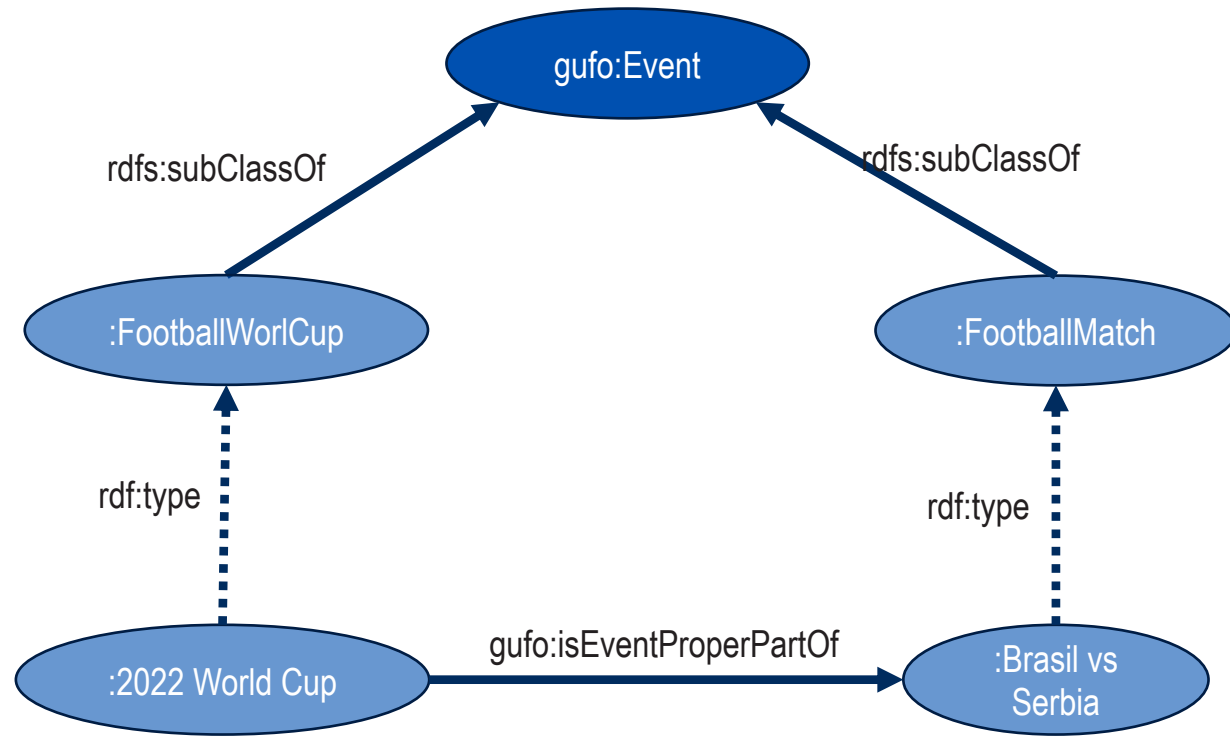 gufo:Event
rdfs:subClassOf
rdfs:subClassOf
:FootballWorlCup
:FootballMatch
rdf:type
rdf:type
gufo:isEventProperPartOf
:2022 World Cup
:Brasil vs
Serbia